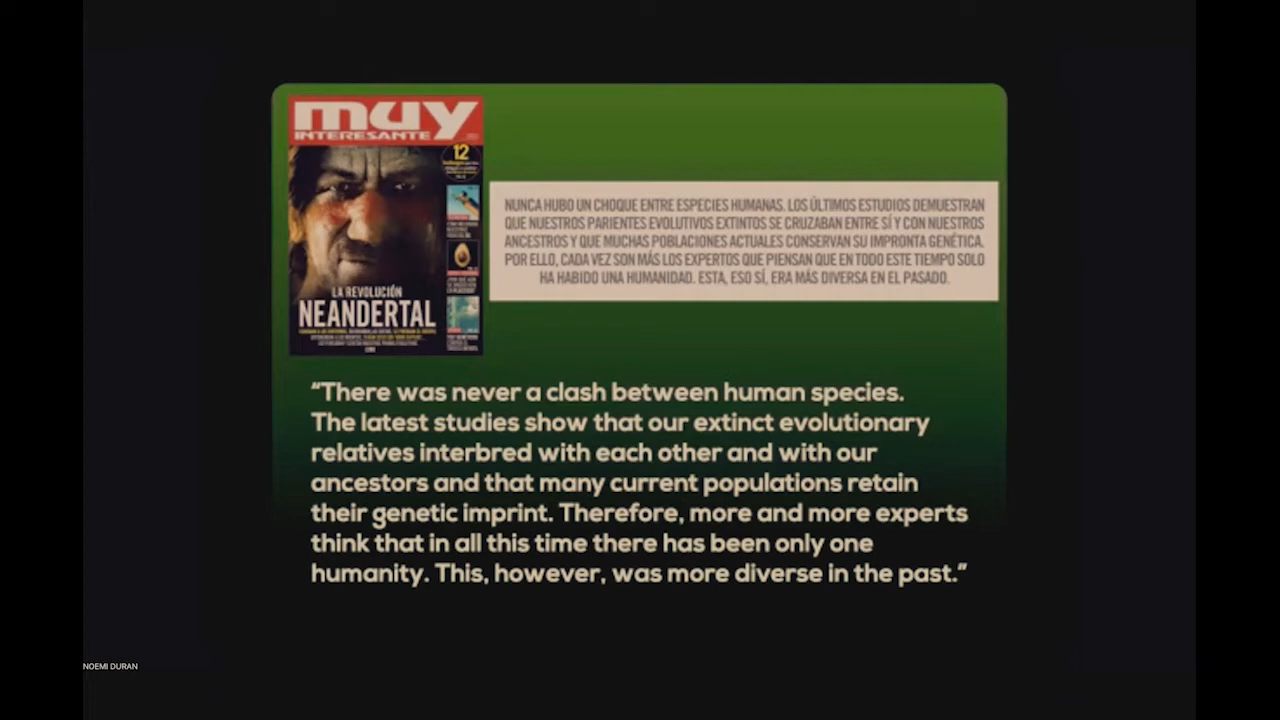 muy
INTERESANTE
12
LA REVOLUCIÓN
NEANDERTAL
NUNCA HUBO UN CHOQUE ENTRE ESPECIES HUMANAS. LOS ÚLTIMOS ESTUDIOS DEMUESTRAN
QUE NUESTROS PARIENTES EVOLUTIVOS EXTINTOS SE CRUZABAN ENTRE SÍ Y CON NUESTROS
ANCESTROS Y QUE MUCHAS POBLACIONES ACTUALES CONSERVAN SU IMPRONTA GENÉTICA.
POR ELLO, CADA VEZ SON MÁS LOS EXPERTOS QUE PIENSAN QUE EN TODO ESTE TIEMPO SOLO
HA HABIDO UNA HUMANIDAD. ESTA, ESO SÍ, ERA MÁS DIVERSA EN EL PASADO.
“There was never a clash between human species.
The latest studies show that our extinct evolutionary
relatives interbred with each other and with our
ancestors and that many current populations retain
their genetic imprint. Therefore, more and more experts
think that in all this time there has been only one
humanity. This, however, was more diverse in the past.”
NOEMI DURAN